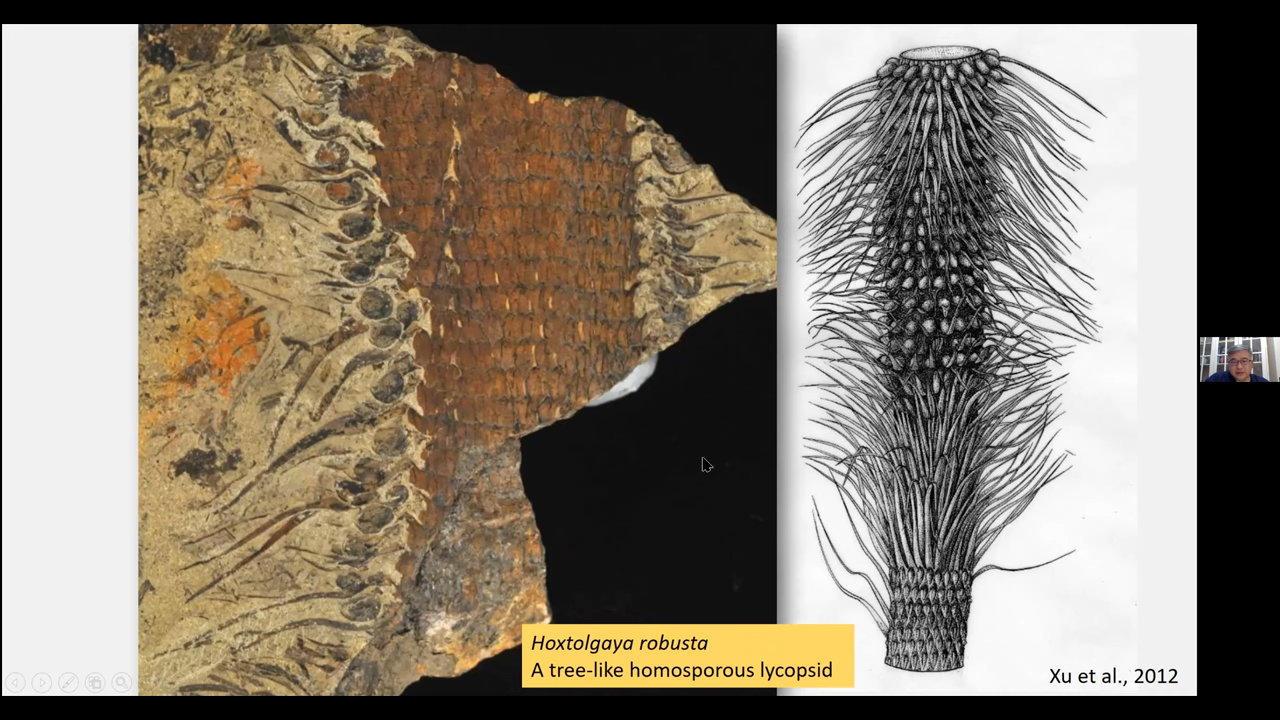 Hoxtolgaya robusta
A tree-like homosporous lycopsid
Xu et al., 2012